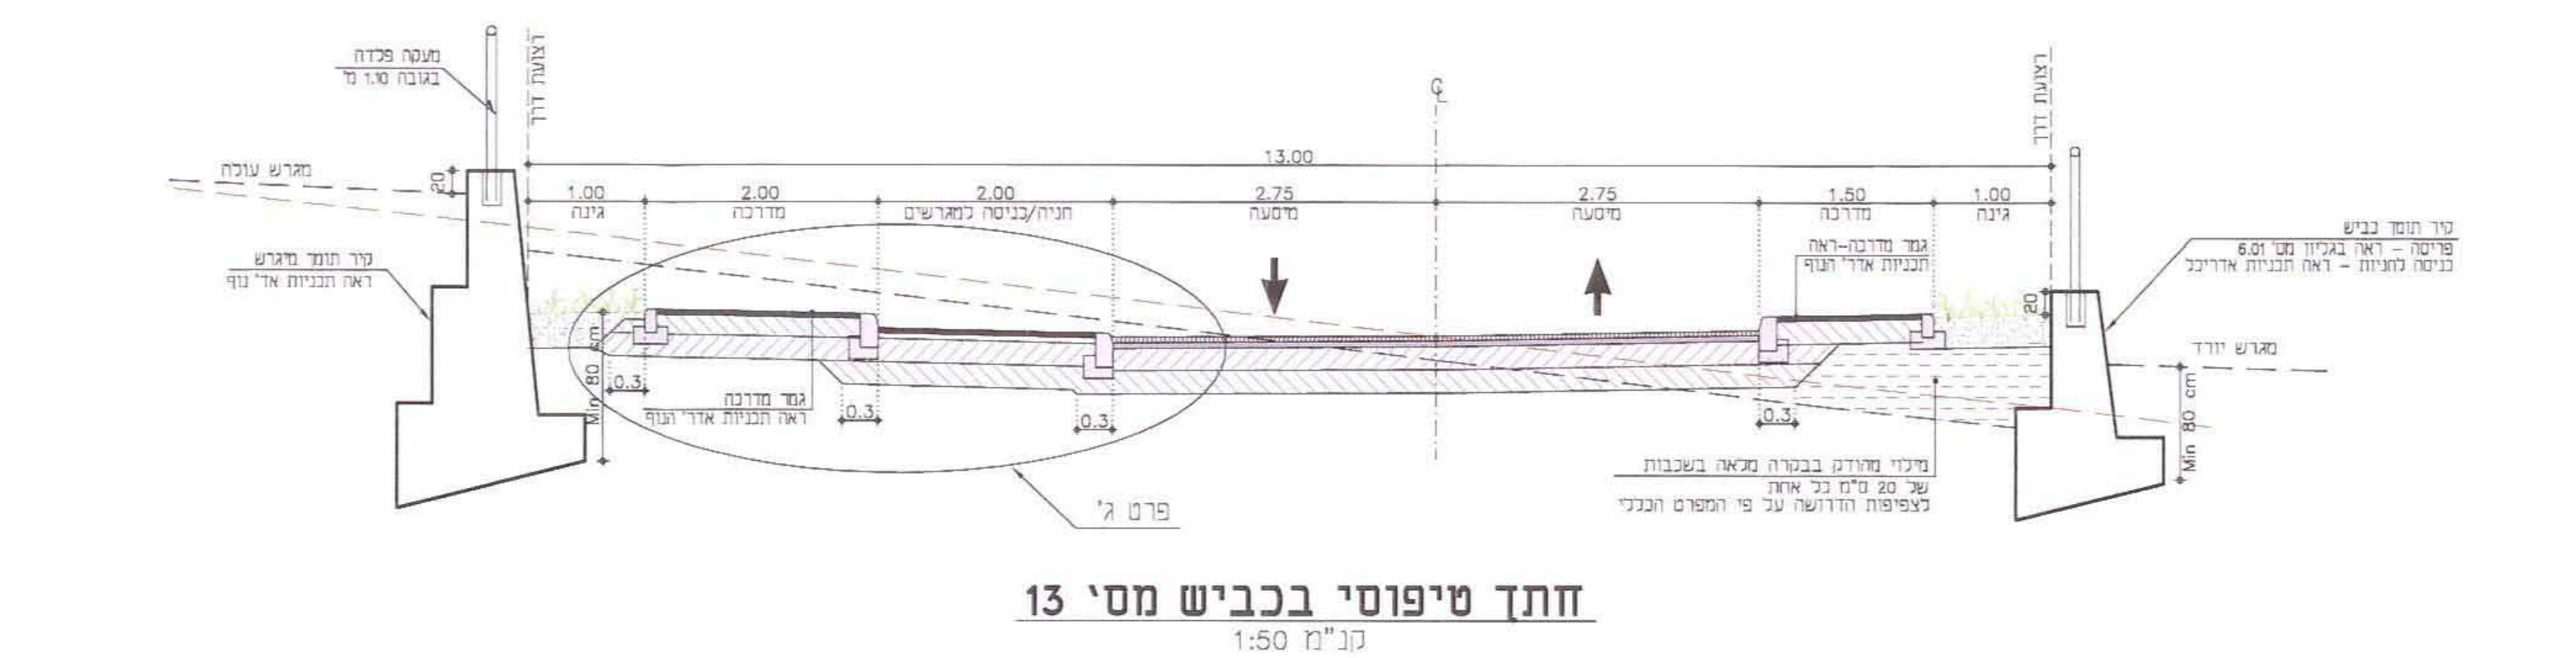 מעקה פלדה
בגובה 1.10 מ'
רצועת דרך
רצועת דרך
℄
13.00
מגרש עולה
20
1.00
גינה
2.00
מדרכה
2.00
חניה/כניסה למגרשים
2.75
מיסעה
2.75
מיסעה
1.50
מדרכה
1.00
גינה
קיר תומך מיגרש
ראה תכניות אד' נוף
גמר מדרכה-ראה
תכניות אדר' הנוף
קיר תומך כביש
פריסה - ראה בגליון מס' 6.01
כניסה לחניות - ראה תכניות אדריכל
20
מגרש יורד
Min 80 cm
0.3
גמר מדרכה
ראה תכניות אדר' הנוף
0.3
0.3
0.3
Min 80 cm
מילוי מהודק בבקרה מלאה בשכבות
של 20 ס"מ כל אחת
לצפיפות הדרושה על פי המפרט הכללי
פרט ג'
חתך טיפוסי בכביש מס' 13
קנ"מ 1:50